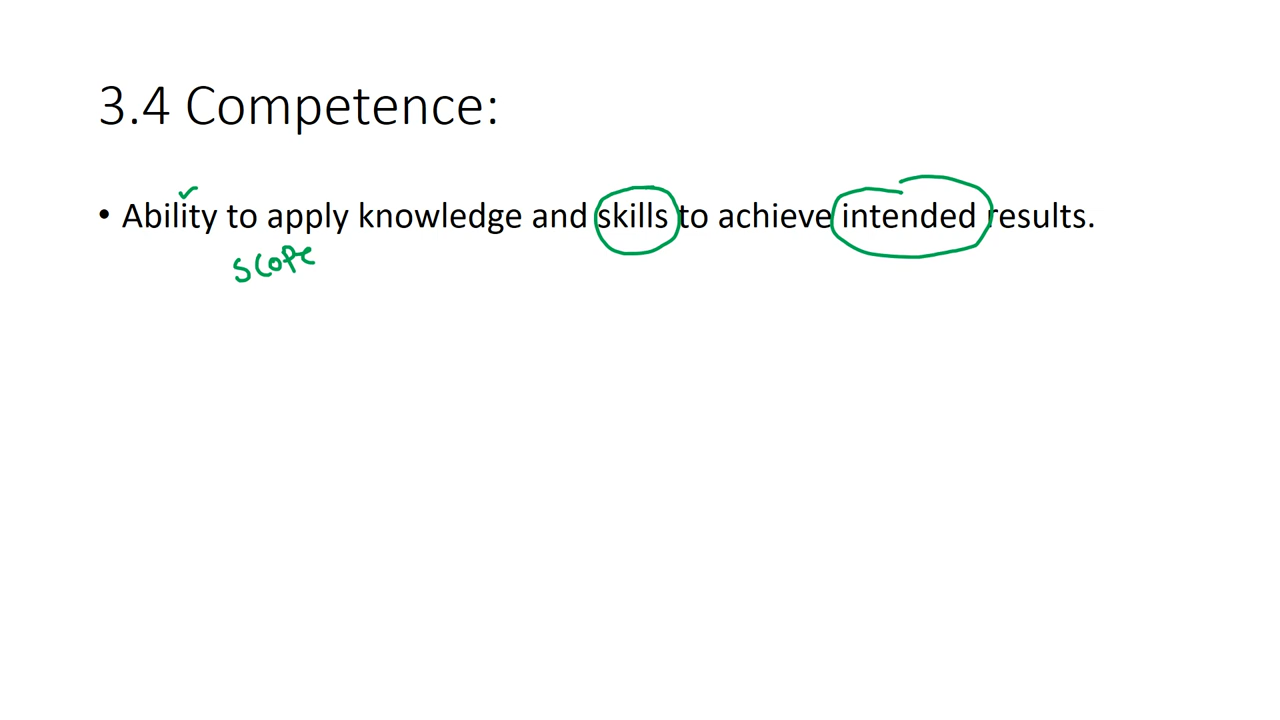 3.4 Competence:
• Ability to apply knowledge and skills to achieve intended results.
scope